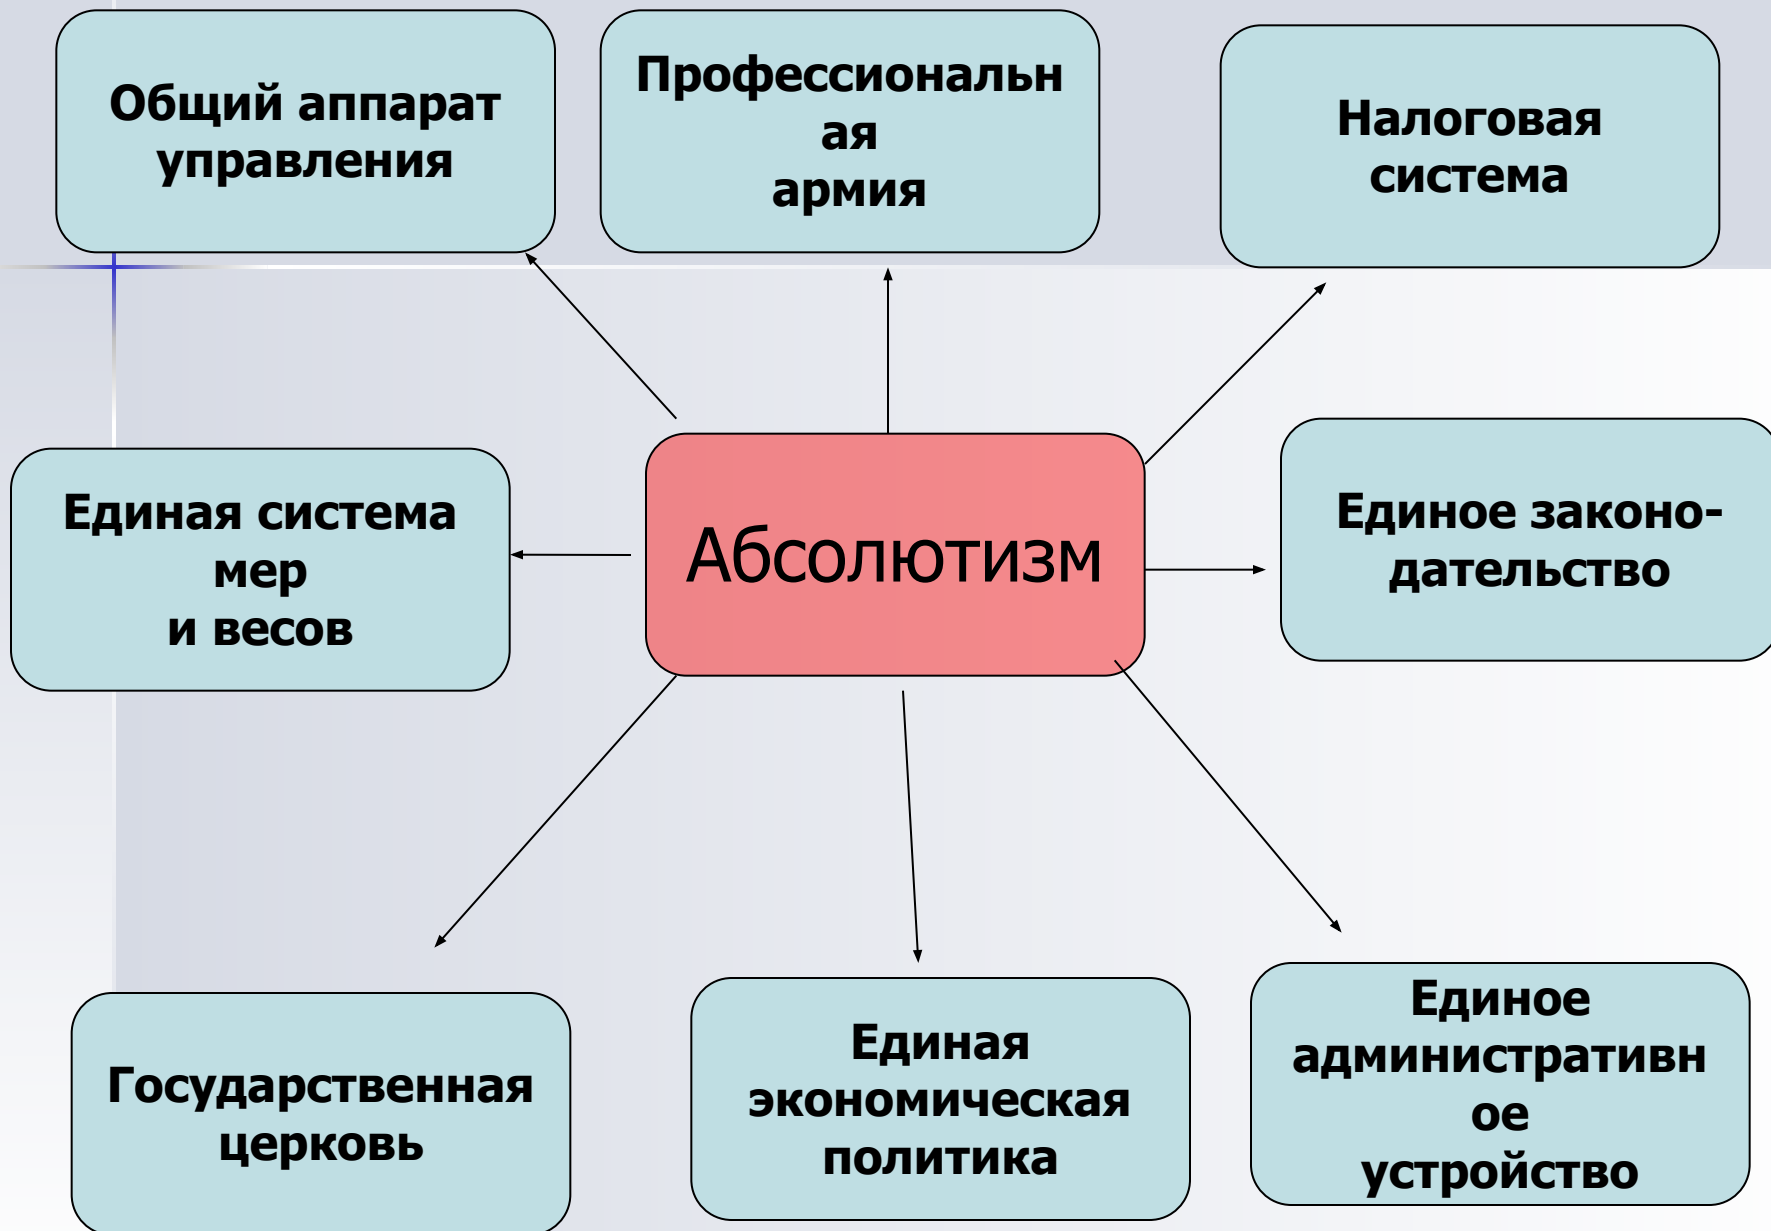 Общий аппарат
управления
Профессиональн
ая
армия
Налоговая
система
Единая система
мер
и весов
Абсолютизм
Единое законо-
дательство
Государственная
церковь
Единая
экономическая
политика
Единое
административн
ое
устройство